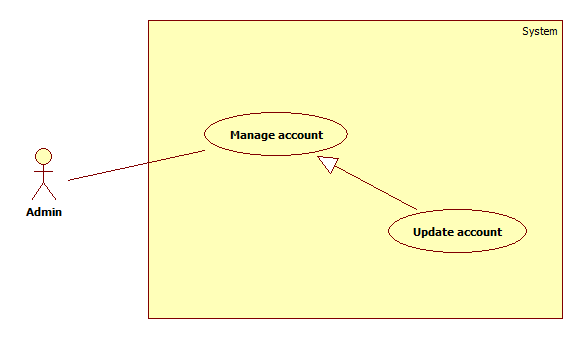 System
Manage account
Admin
Update account